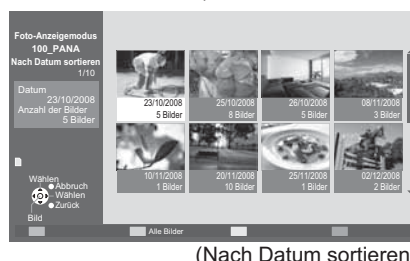 Foto-Anzeigemodus
100_PANA
Nach Datum sortieren
1/10
Datum
23/10/2008
Anzahl der Bilder
5 Bilder
Wählen
Abbruch
Wählen
Zurück
Bild
23/10/2008
5 Bilder
25/10/2008
8 Bilder
26/10/2008
5 Bilder
08/11/2008
3 Bilder
10/11/2008
1 Bilder
20/11/2008
10 Bilder
25/11/2008
1 Bilder
02/12/2008
2 Bilder
Alle Bilder
(Nach Datum sortieren